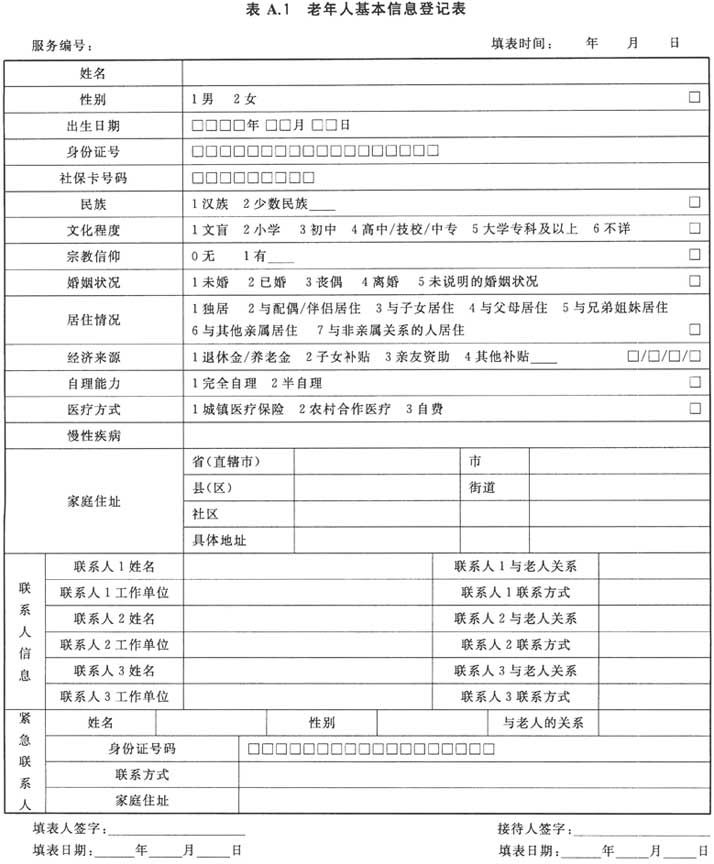 表 A.1 老年人基本信息登记表
服务编号： 填表时间： 年 月 日
姓名
性别 1男 2女 □
出生日期 □□□□年 □□月 □□日
身份证号 □□□□□□□□□□□□□□□□□□
社保卡号码 □□□□□□□□□
民族 1汉族 2少数民族____ □
文化程度 1文盲 2小学 3初中 4高中/技校/中专 5大学专科及以上 6不详 □
宗教信仰 0无 1有____ □
婚姻状况 1未婚 2已婚 3丧偶 4离婚 5未说明的婚姻状况 □
居住情况 1独居 2与配偶/伴侣居住 3与子女居住 4与父母居住 5与兄弟姐妹居住
6与其他亲属居住 7与非亲属关系的人居住 □
经济来源 1退休金/养老金 2子女补贴 3亲友资助 4其他补贴____ □/□/□/□
自理能力 1完全自理 2半自理 □
医疗方式 1城镇医疗保险 2农村合作医疗 3自费 □
慢性疾病
家庭住址
省(直辖市) 市
县(区) 街道
社区
具体地址
联系人信息
联系人1姓名 联系人1与老人关系
联系人1工作单位 联系人1联系方式
联系人2姓名 联系人2与老人关系
联系人2工作单位 联系人2联系方式
联系人3姓名 联系人3与老人关系
联系人3工作单位 联系人3联系方式
紧急联系人
姓名 性别 与老人的关系
身份证号码 □□□□□□□□□□□□□□□□□□
联系方式
家庭住址
填表人签字：____________ 接待人签字：____________
填表日期：_____年_____月_____日 填表日期：_____年_____月_____日